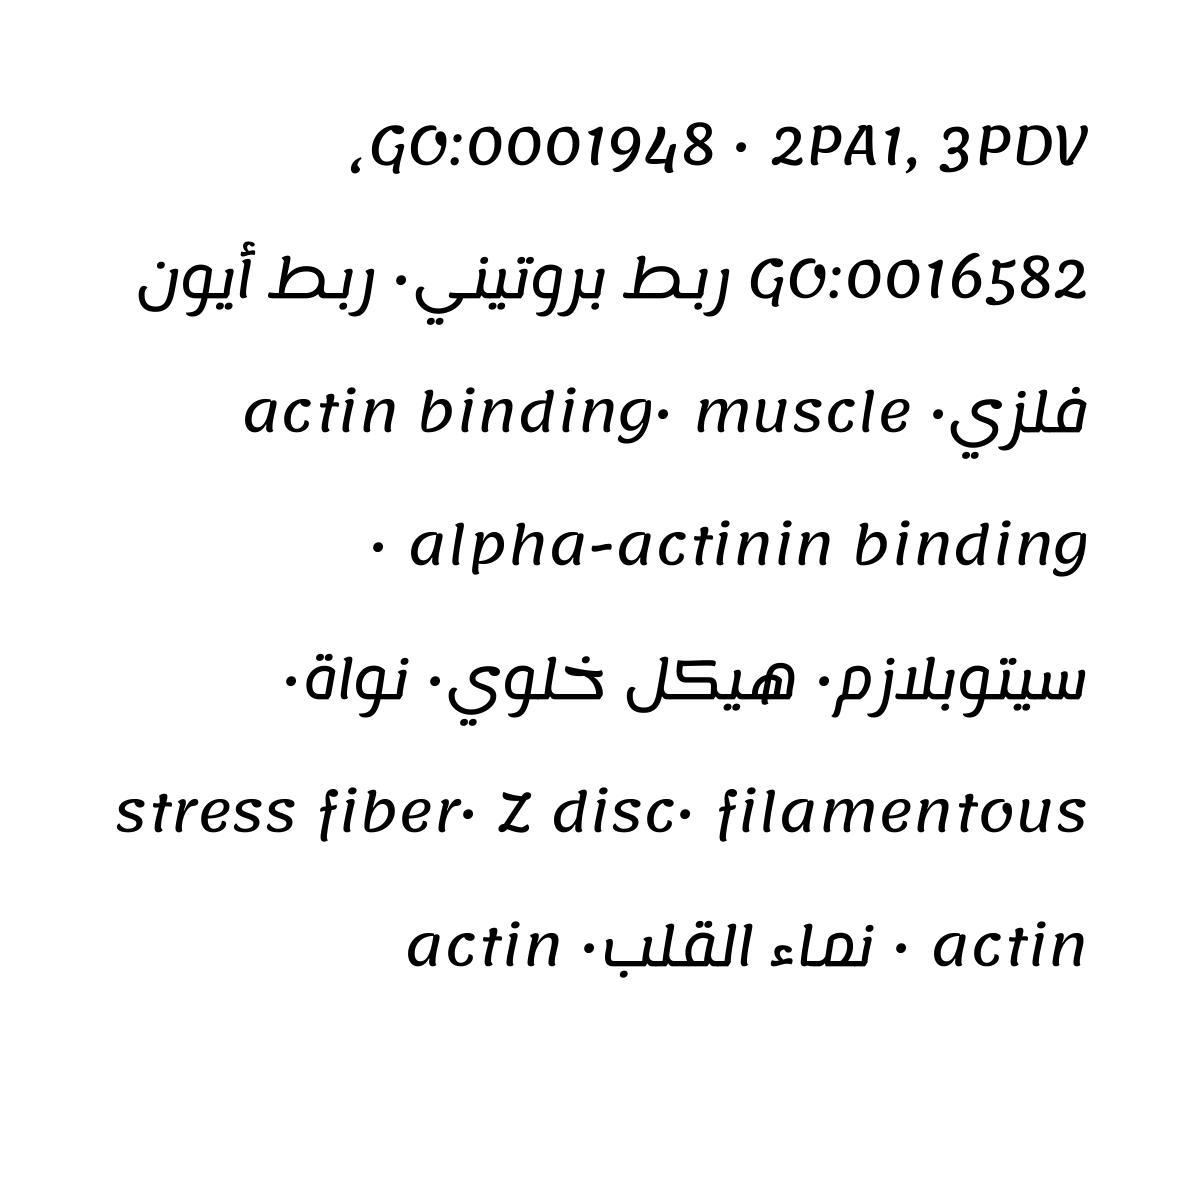 2PA1, 3PDV · GO:0001948،
GO:0016582 ربط بروتيني· ربط أيون
فلزي· actin binding· muscle
alpha-actinin binding ·
سيتوبلازم· هيكل خلوي· نواة·
stress fiber· Z disc· filamentous
actin · نماء القلب· actin